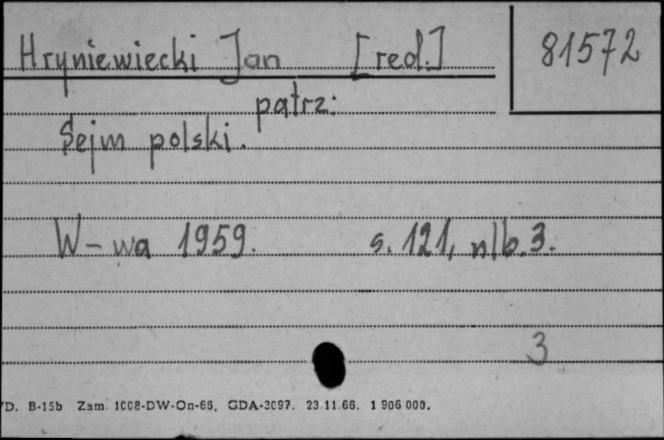 Hryniewiecki Jan [red.] 81572
patrz:
Sejm polski.
W-wa 1959. s. 121, nlb. 3.
3
D. B-15b Zam. 1008-DW-On-66. GDA-3097. 23.11.66. 1 906 000.